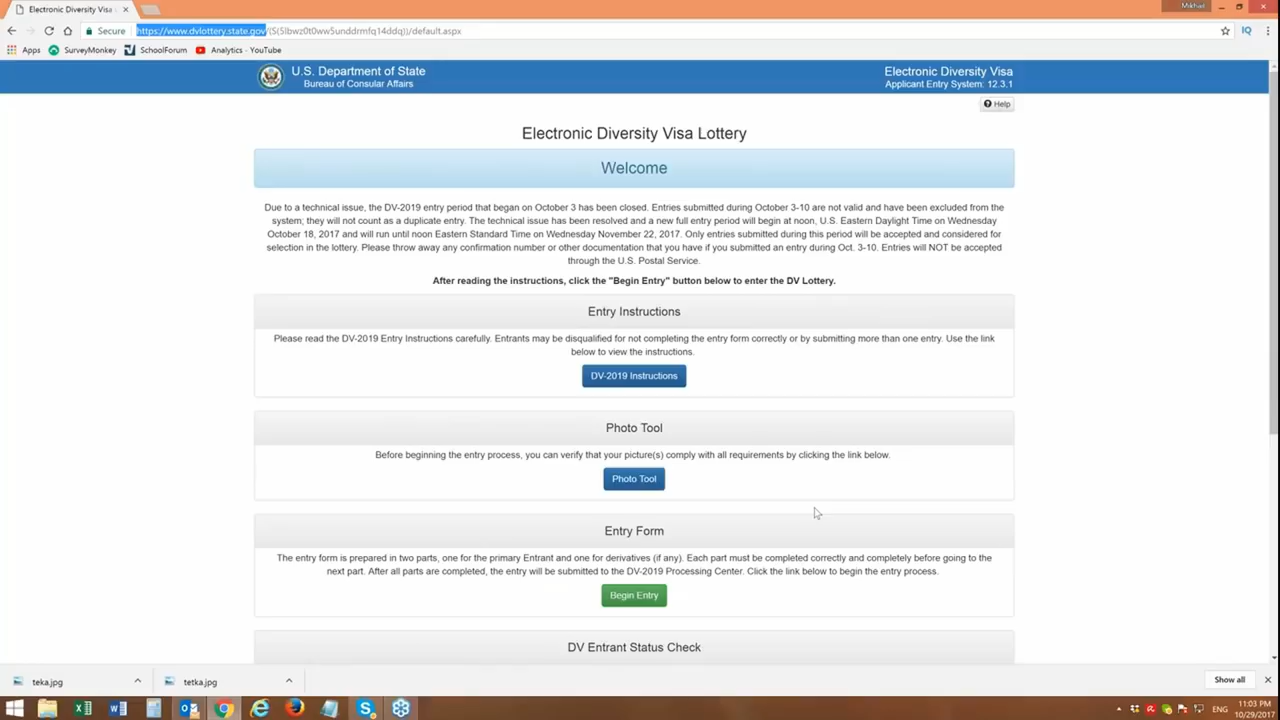 Electronic Diversity Visa
Mikhail
Secure
https://www.dvlottery.state.gov/(S(5lbwz0t0ww5unddrmfq14ddq))/default.aspx
Apps SurveyMonkey SchoolForum Analytics - YouTube
U.S. Department of State
Bureau of Consular Affairs
Electronic Diversity Visa
Applicant Entry System: 12.3.1
Help
Electronic Diversity Visa Lottery
Welcome
Due to a technical issue, the DV-2019 entry period that began on October 3 has been closed. Entries submitted during October 3-10 are not valid and have been excluded from the
system; they will not count as a duplicate entry. The technical issue has been resolved and a new full entry period will begin at noon, U.S. Eastern Daylight Time on Wednesday
October 18, 2017 and will run until noon Eastern Standard Time on Wednesday November 22, 2017. Only entries submitted during this period will be accepted and considered for
selection in the lottery. Please throw away any confirmation number or other documentation that you have if you submitted an entry during Oct. 3-10. Entries will NOT be accepted
through the U.S. Postal Service.
After reading the instructions, click the "Begin Entry" button below to enter the DV Lottery.
Entry Instructions
Please read the DV-2019 Entry Instructions carefully. Entrants may be disqualified for not completing the entry form correctly or by submitting more than one entry. Use the link
below to view the instructions.
DV-2019 Instructions
Photo Tool
Before beginning the entry process, you can verify that your picture(s) comply with all requirements by clicking the link below.
Photo Tool
Entry Form
The entry form is prepared in two parts, one for the primary Entrant and one for derivatives (if any). Each part must be completed correctly and completely before going to the
next part. After all parts are completed, the entry will be submitted to the DV-2019 Processing Center. Click the link below to begin the entry process.
Begin Entry
DV Entrant Status Check
teka.jpg tetka.jpg Show all
ENG
11:03 PM
10/29/2017